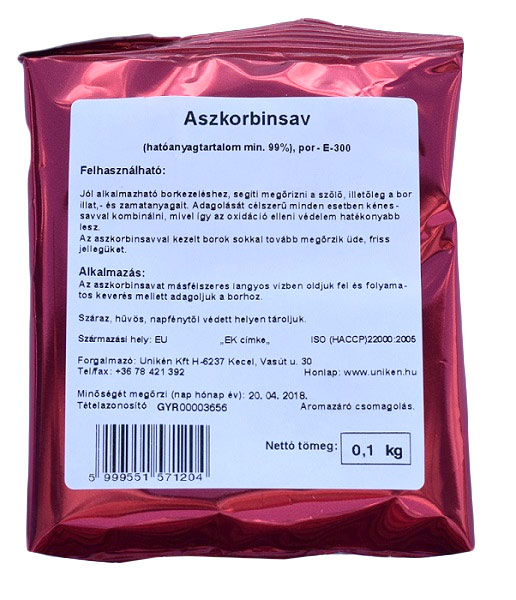 Aszkorbinsav
(hatóanyagtartalom min. 99%), por - E-300
Felhasználható:
Jól alkalmazható borkezeléshez, segíti megőrizni a szőlő, illetőleg a bor
illat,- és zamatanyagait. Adagolását célszerű minden esetben kénes-
savval kombinálni, mivel így az oxidáció elleni védelem hatékonyabb
lesz.
Az aszkorbinsavval kezelt borok sokkal tovább megőrzik üde, friss
jellegüket.
Alkalmazás:
Az aszkorbinsavat másfélszeres langyos vízben oldjuk fel és folyama-
tos keverés mellett adagoljuk a borhoz.
Száraz, hűvös, napfénytől védett helyen tároljuk.
Származási hely: EU „EK címke„ ISO (HACCP)22000:2005
Forgalmazó: Unikén Kft H-6237 Kecel, Vasút u. 30
Tel/fax: +36 78 421 392 Honlap: www.uniken.hu
Minőségét megőrzi (nap hónap év): 20. 04. 2018.
Tételazonosító GYR00003656 Aromazáró csomagolás.
Nettó tömeg: 0,1 kg
5 999551 571204